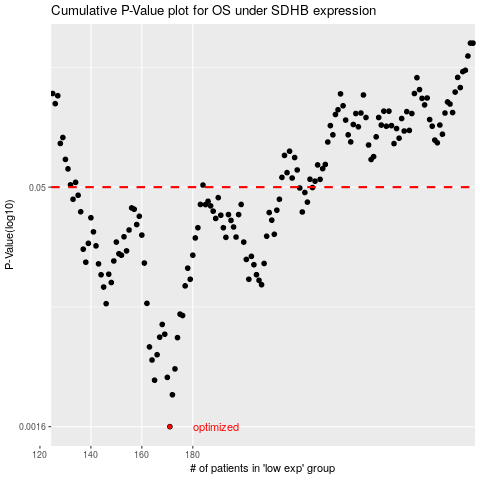 Cumulative P-Value plot for OS under SDHB expression
P-Value(log10)
0.05
0.0016
optimized
120 140 160 180
# of patients in 'low exp' group